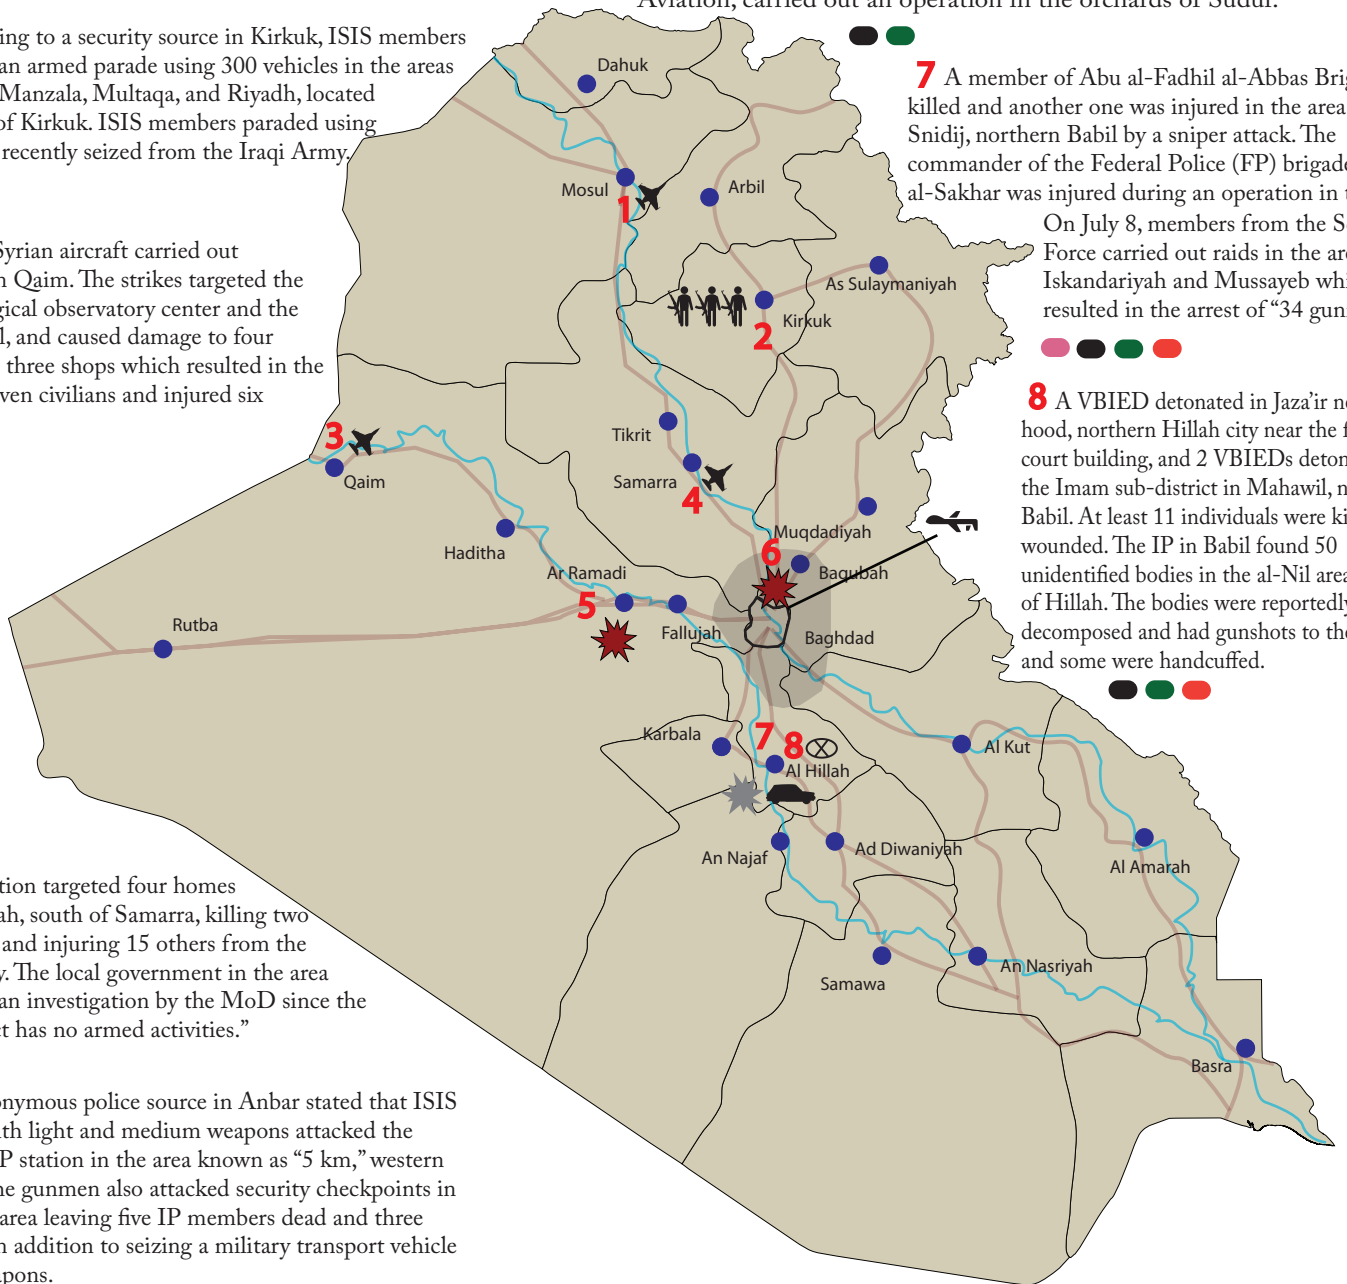 Aviation, carried out an operation in the orchards of Sudur.
ing to a security source in Kirkuk, ISIS members
an armed parade using 300 vehicles in the areas
Manzala, Multaqa, and Riyadh, located
of Kirkuk. ISIS members paraded using
recently seized from the Iraqi Army.
Syrian aircraft carried out
n Qaim. The strikes targeted the
gical observatory center and the
l, and caused damage to four
three shops which resulted in the
ven civilians and injured six
tion targeted four homes
ah, south of Samarra, killing two
and injuring 15 others from the
y. The local government in the area
an investigation by the MoD since the
ct has no armed activities.”
onymous police source in Anbar stated that ISIS
ith light and medium weapons attacked the
P station in the area known as “5 km,” western
he gunmen also attacked security checkpoints in
area leaving five IP members dead and three
n addition to seizing a military transport vehicle
apons.
7 A member of Abu al-Fadhil al-Abbas Brig
killed and another one was injured in the area
Snidij, northern Babil by a sniper attack. The
commander of the Federal Police (FP) brigade
al-Sakhar was injured during an operation in t
On July 8, members from the S
Force carried out raids in the are
Iskandariyah and Mussayeb whi
resulted in the arrest of “34 gun
8 A VBIED detonated in Jaza’ir n
hood, northern Hillah city near the f
court building, and 2 VBIEDs deton
the Imam sub-district in Mahawil, n
Babil. At least 11 individuals were ki
wounded. The IP in Babil found 50
unidentified bodies in the al-Nil area
of Hillah. The bodies were reportedly
decomposed and had gunshots to the
and some were handcuffed.
Dahuk
Mosul
1
Arbil
As Sulaymaniyah
Kirkuk
2
Tikrit
3
Qaim
Samarra
4
Haditha
Muqdadiyah
6
Baqubah
Ar Ramadi
5
Fallujah
Baghdad
Rutba
Karbala
7
8
Al Hillah
Al Kut
An Najaf
Ad Diwaniyah
Al Amarah
Samawa
An Nasriyah
Basra